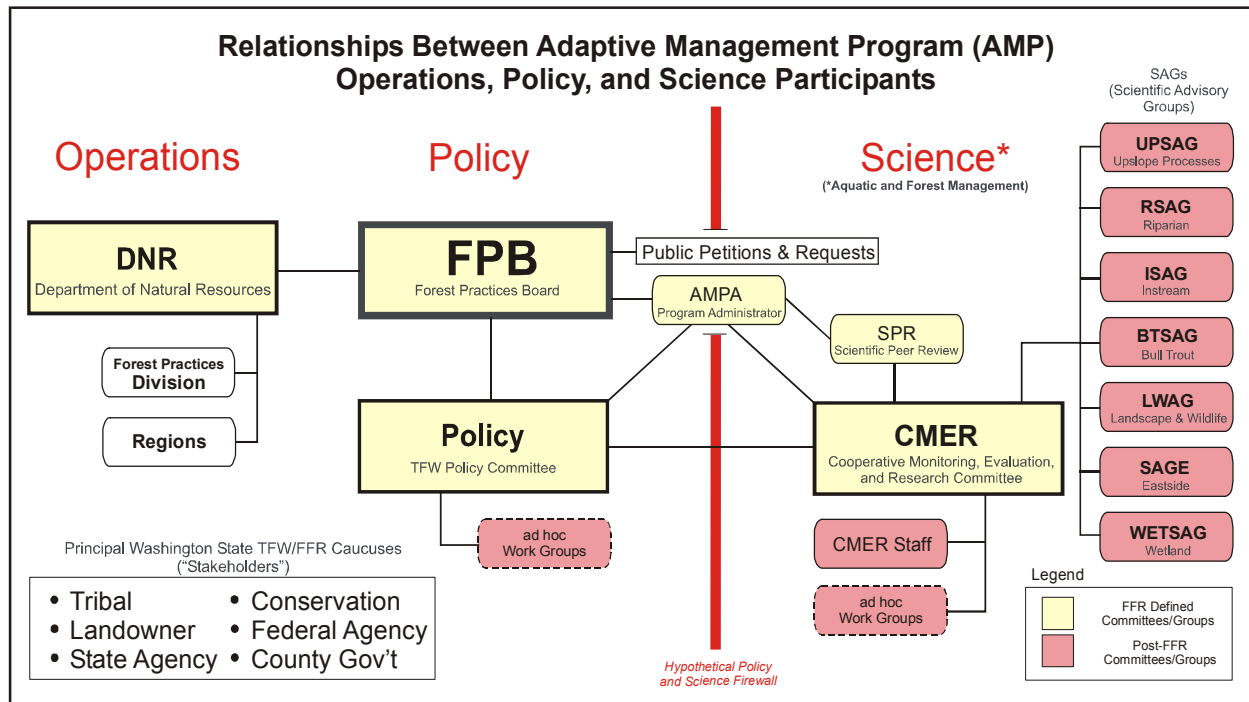 Relationships Between Adaptive Management Program (AMP)
Operations, Policy, and Science Participants
Operations
Policy
Science*
(*Aquatic and Forest Management)
SAGs
(Scientific Advisory
Groups)
DNR
Department of Natural Resources
Forest Practices
Division
Regions
FPB
Forest Practices Board
Public Petitions & Requests
AMPA
Program Administrator
SPR
Scientific Peer Review
Policy
TFW Policy Committee
ad hoc
Work Groups
CMER
Cooperative Monitoring, Evaluation,
and Research Committee
CMER Staff
ad hoc
Work Groups
UPSAG
Upslope Processes
RSAG
Riparian
ISAG
Instream
BTSAG
Bull Trout
LWAG
Landscape & Wildlife
SAGE
Eastside
WETSAG
Wetland
Principal Washington State TFW/FFR Caucuses
(“Stakeholders”)
• Tribal
• Landowner
• State Agency
• Conservation
• Federal Agency
• County Gov't
Hypothetical Policy
and Science Firewall
Legend
FFR Defined
Committees/Groups
Post-FFR
Committees/Groups